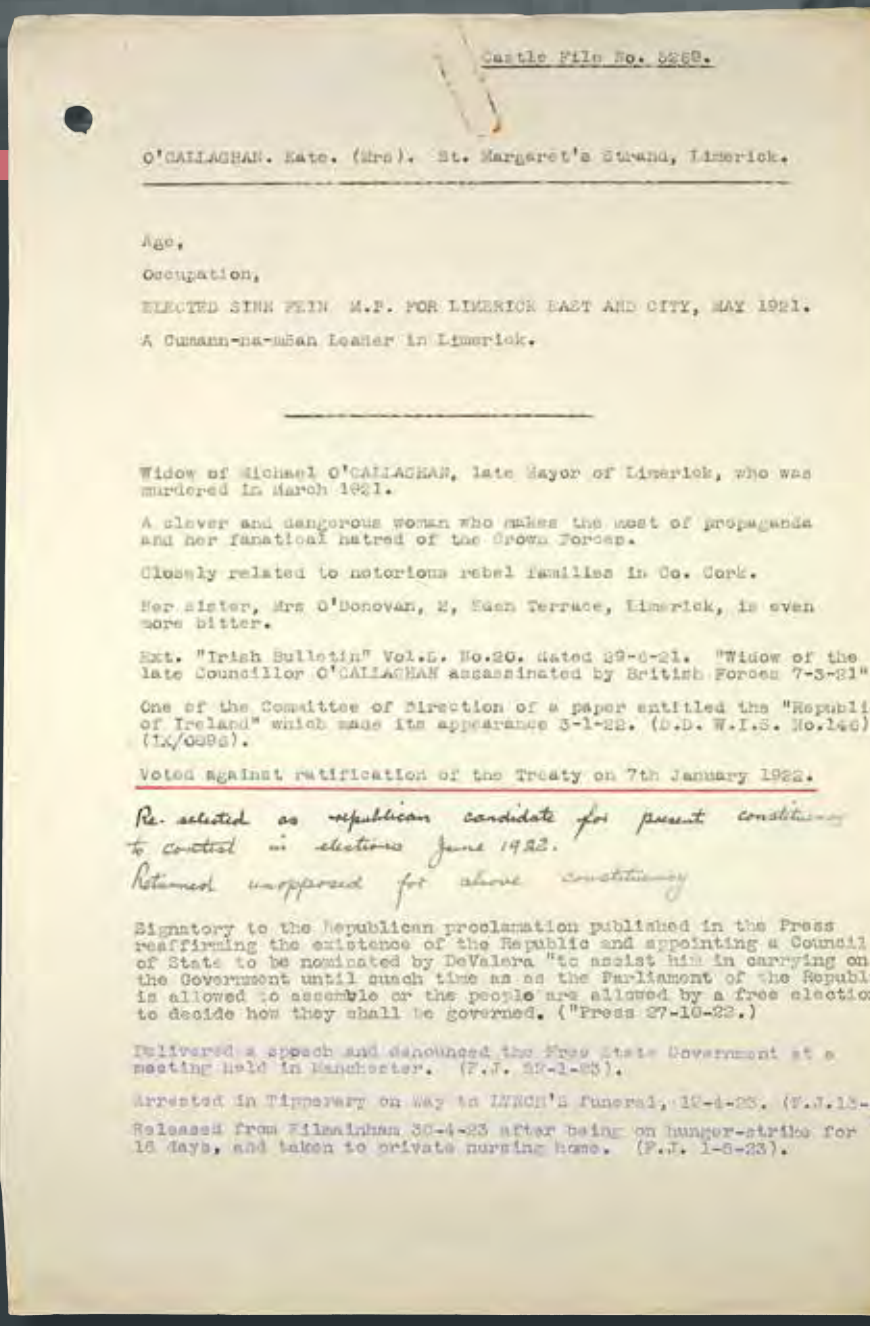 Castle File No. 5268.
O'CALLAGHAN. Kate. (Mrs). St. Margaret's Strand, Limerick.
Age,
Occupation,
ELECTED SINN FEIN M.P. FOR LIMERICK EAST AND CITY, MAY 1921.
A Cumann-na-mBan Leader in Limerick.
Widow of Michael O'CALLAGHAN, late Mayor of Limerick, who was
murdered in March 1921.
A clever and dangerous woman who makes the most of propaganda
and her fanatical hatred of the Crown Forces.
Closely related to notorious rebel families in Co. Cork.
Her sister, Mrs O'Donovan, 2, Eden Terrace, Limerick, is even
more bitter.
Ext. "Irish Bulletin" Vol.5. No.20. dated 29-6-21. "Widow of the
late Councillor O'CALLAGHAN assassinated by British Forces 7-3-21"
One of the Committee of Direction of a paper entitled the "Republi
of Ireland" which made its appearance 3-1-22. (D.D. W.I.S. No.146)
Voted against ratification of the Treaty on 7th January 1922.
Re-selected as republican candidate for present constituency
to contest in elections June 1922.
Returned unopposed for above constituency
Signatory to the Republican proclamation published in the Press
reaffirming the existence of the Republic and appointing a Council
of State to be nominated by DeValera "to assist him in carrying on
the Government until suach time as as the Parliament of the Republi
is allowed to assemble or the people are allowed by a free election
to decide how they shall be governed. ("Press 27-10-22.)
Delivered a speech and denounced the Free State Government at a
meeting held in Manchester. (F.J. 22-1-23).
Arrested in Tipperary on way to LYNCH'S funeral, 12-4-23. (F.J.13-
Released from Kilmainham 30-4-23 after being on hunger-strike for
16 days, and taken to private nursing home. (F.J. 1-5-23).